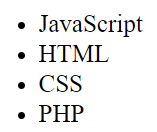 • JavaScript
• HTML
• CSS
• PHP